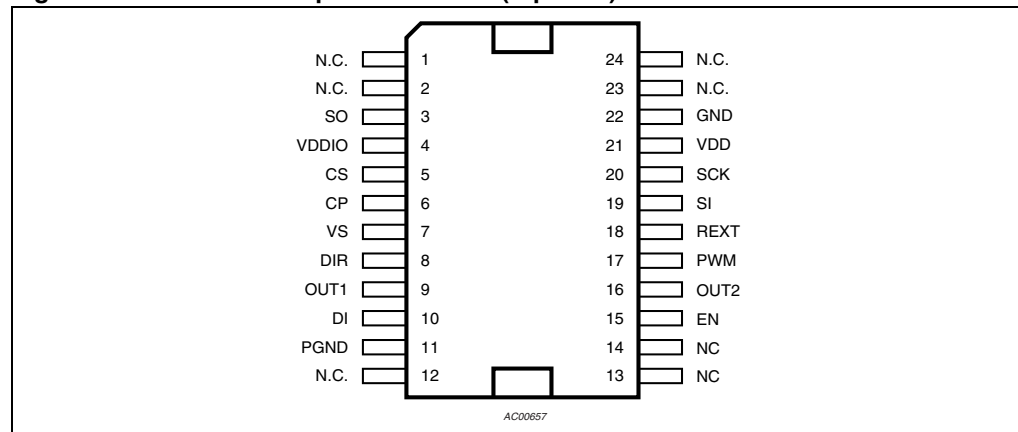 N.C. 1 24 N.C.
N.C. 2 23 N.C.
SO 3 22 GND
VDDIO 4 21 VDD
CS 5 20 SCK
CP 6 19 SI
VS 7 18 REXT
DIR 8 17 PWM
OUT1 9 16 OUT2
DI 10 15 EN
PGND 11 14 NC
N.C. 12 13 NC
AC00657